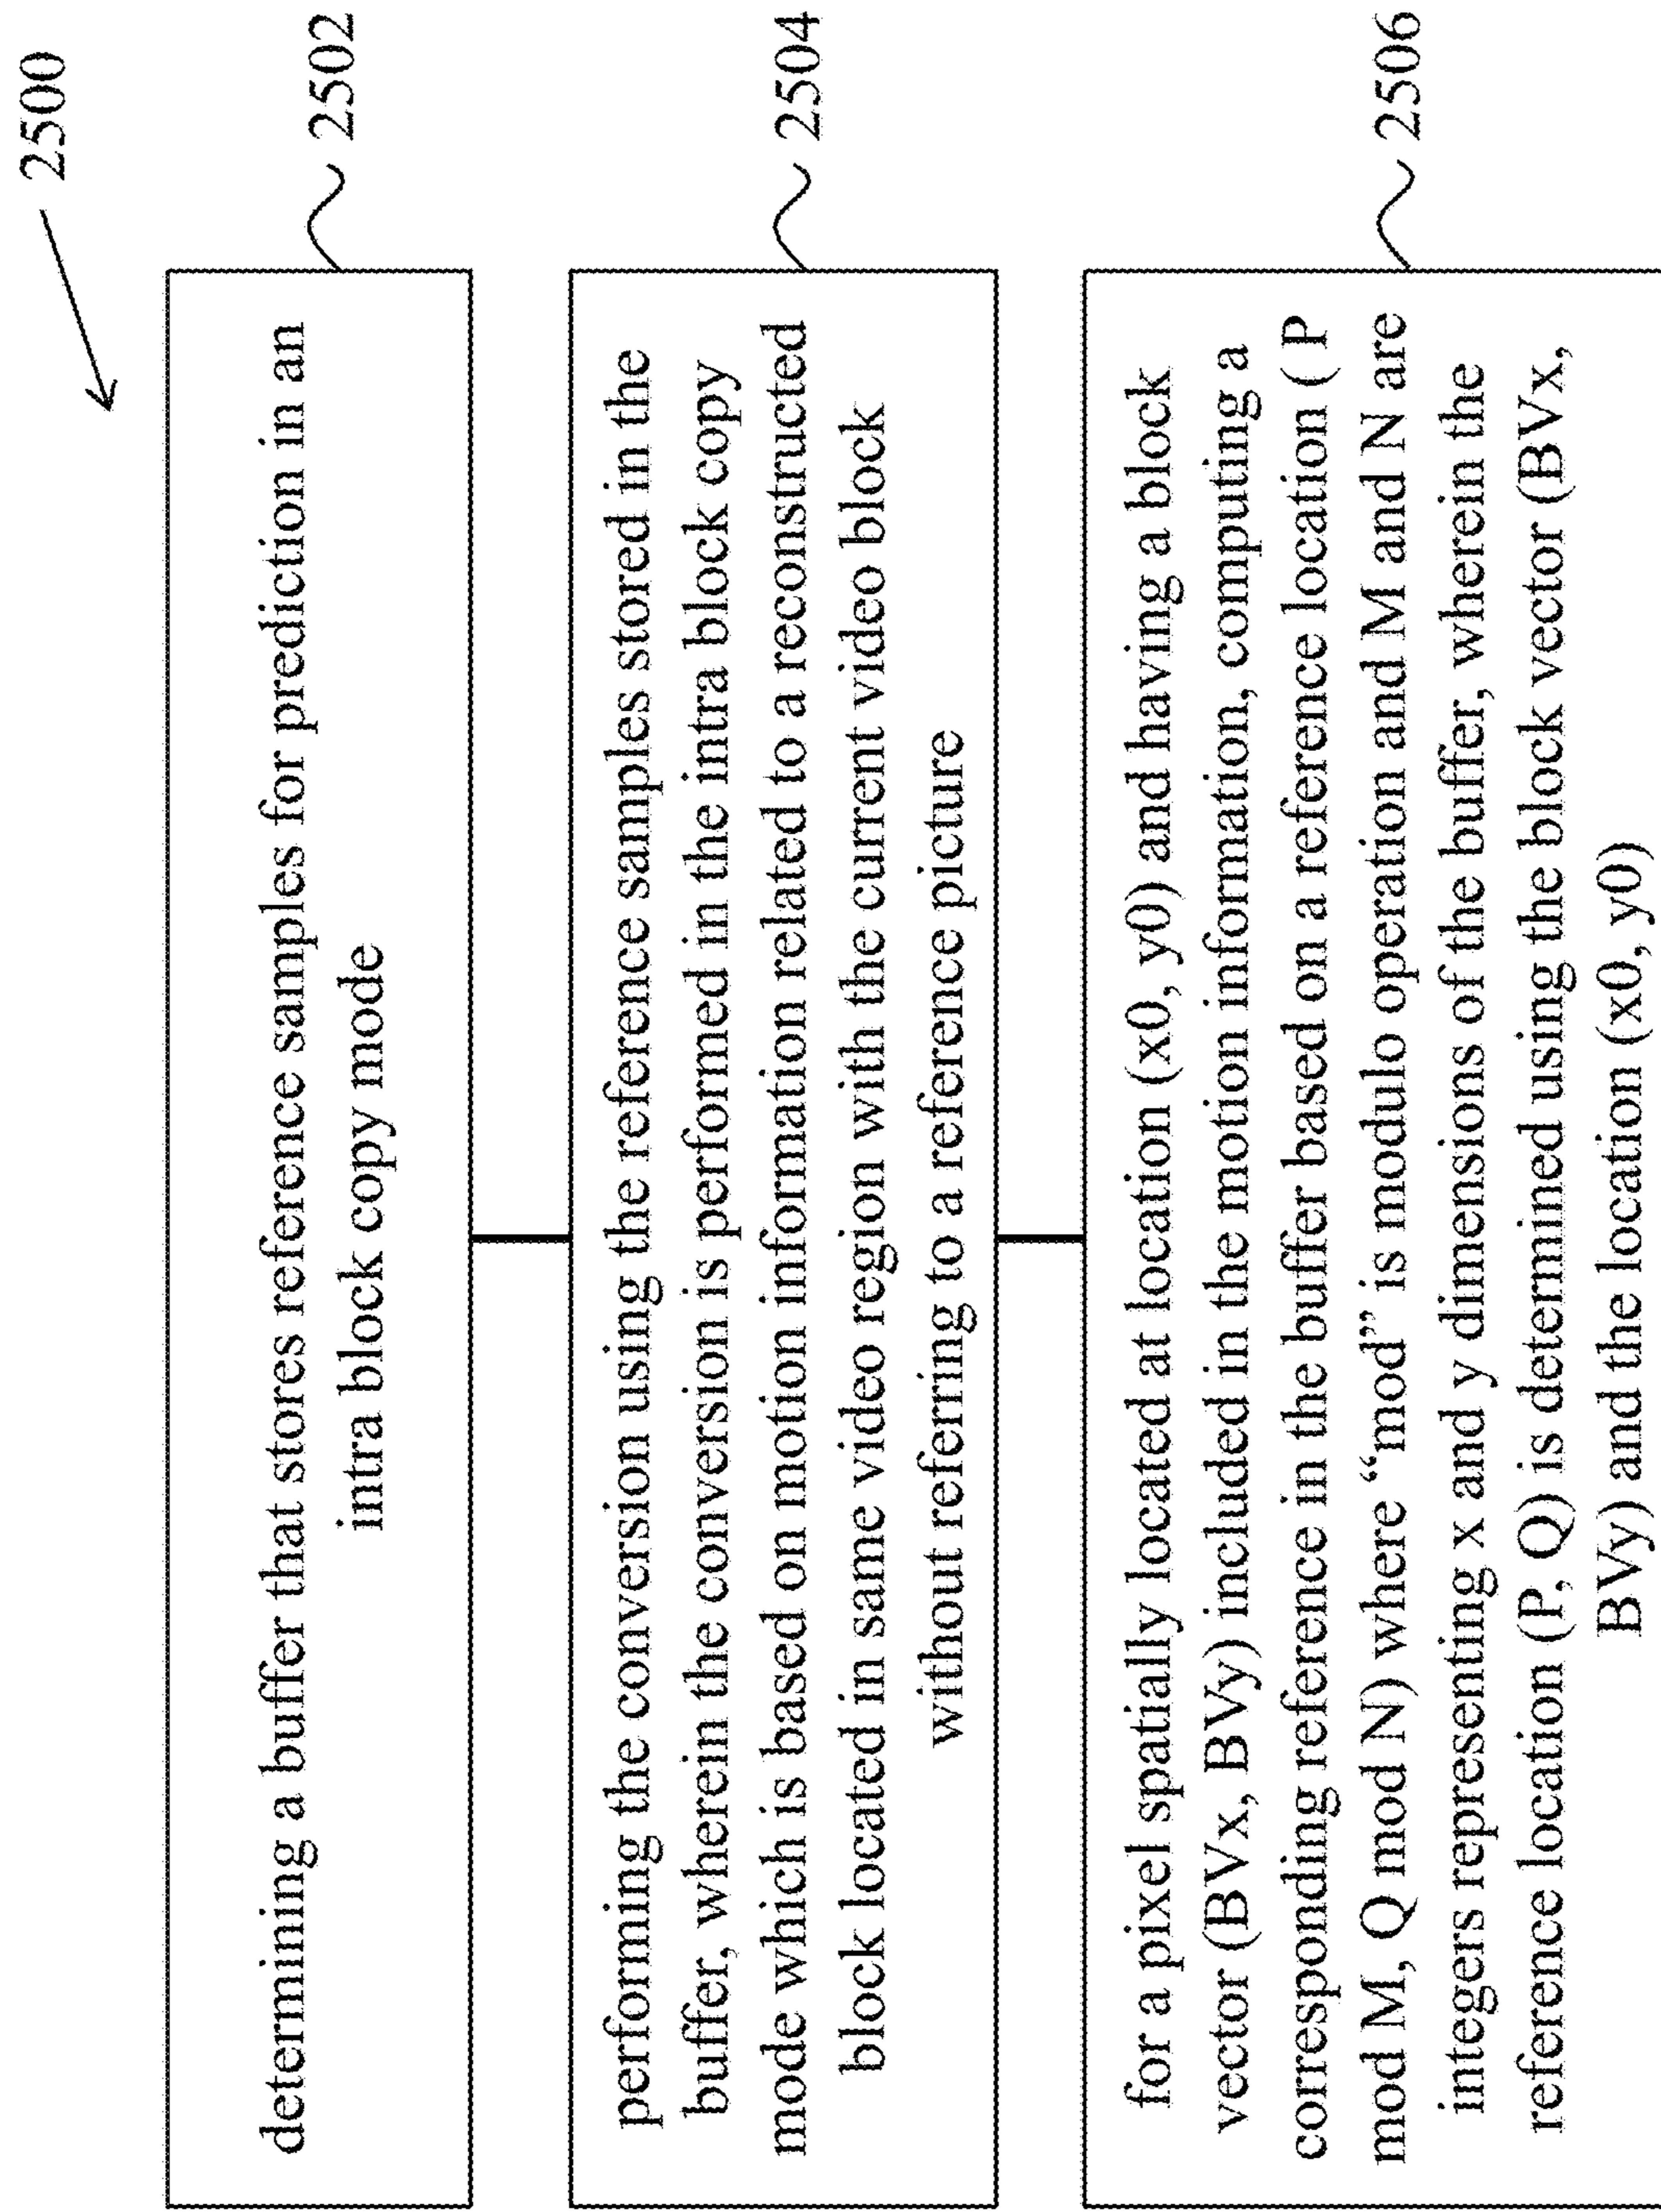 2500
determining a buffer that stores reference samples for prediction in an
intra block copy mode
2502
performing the conversion using the reference samples stored in the
buffer, wherein the conversion is performed in the intra block copy
mode which is based on motion information related to a reconstructed
block located in same video region with the current video block
without referring to a reference picture
2504
for a pixel spatially located at location (x0, y0) and having a block
vector (BVx, BVy) included in the motion information, computing a
corresponding reference in the buffer based on a reference location ( P
mod M, Q mod N) where “mod” is modulo operation and M and N are
integers representing x and y dimensions of the buffer, wherein the
reference location (P, Q) is determined using the block vector (BVx,
BVy) and the location (x0, y0)
2506